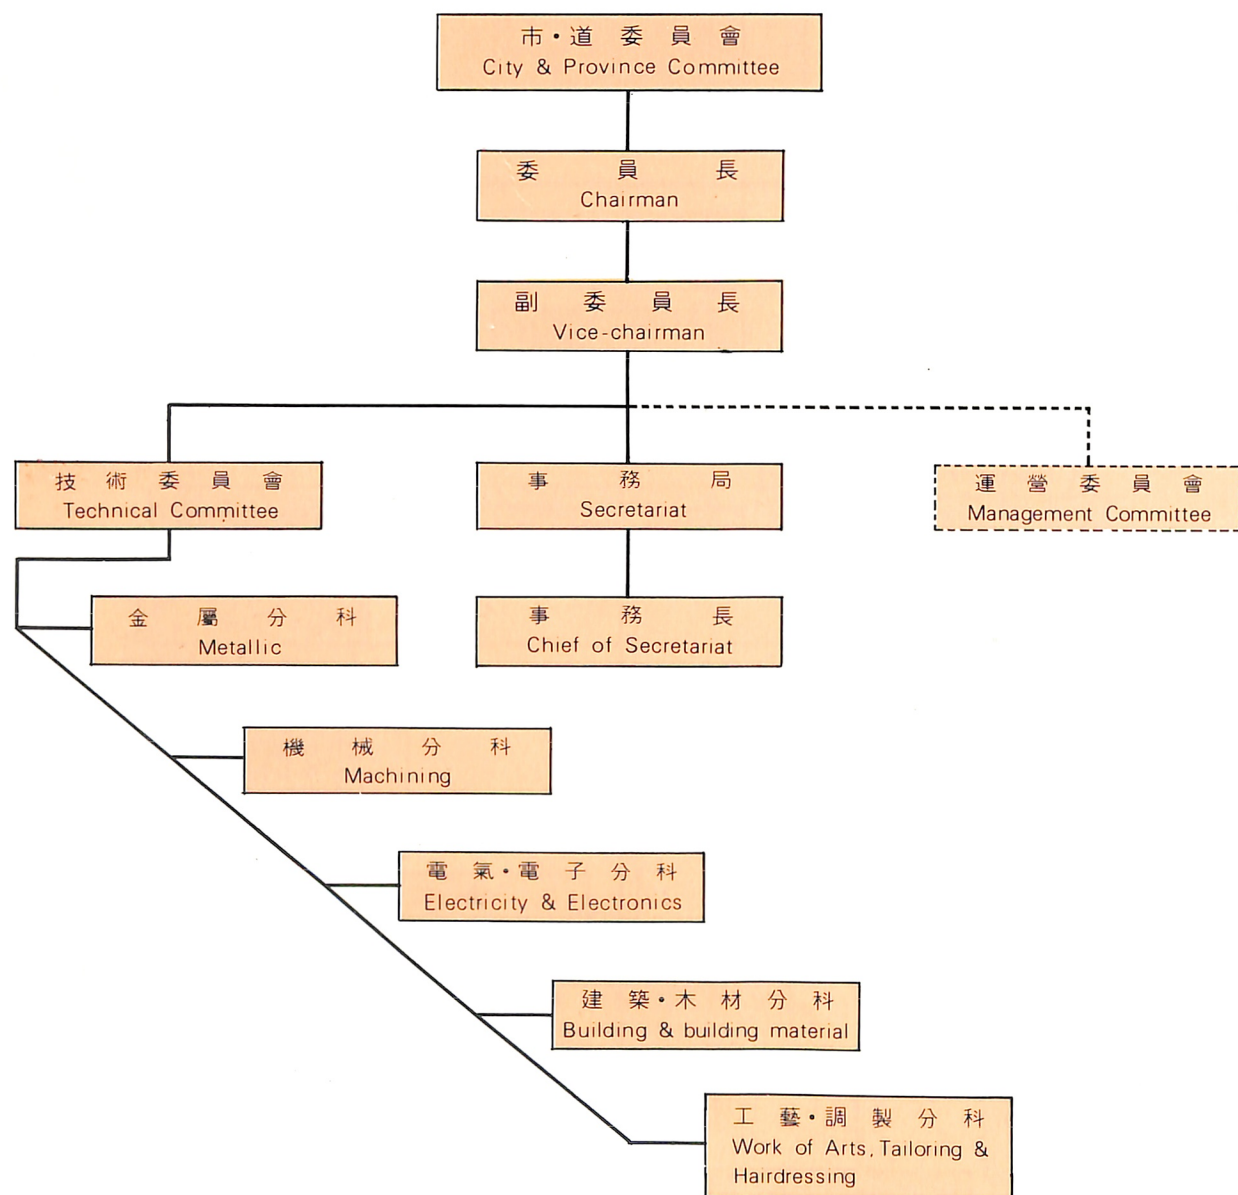 市·道委員會
City & Province Committee
委員長
Chairman
副委員長
Vice-chairman
技術委員會
Technical Committee
事務局
Secretariat
運營委員會
Management Committee
金屬分科
Metallic
事務長
Chief of Secretariat
機械分科
Machining
電氣·電子分科
Electricity & Electronics
建築·木材分科
Building & building material
工藝·調製分科
Work of Arts, Tailoring &
Hairdressing